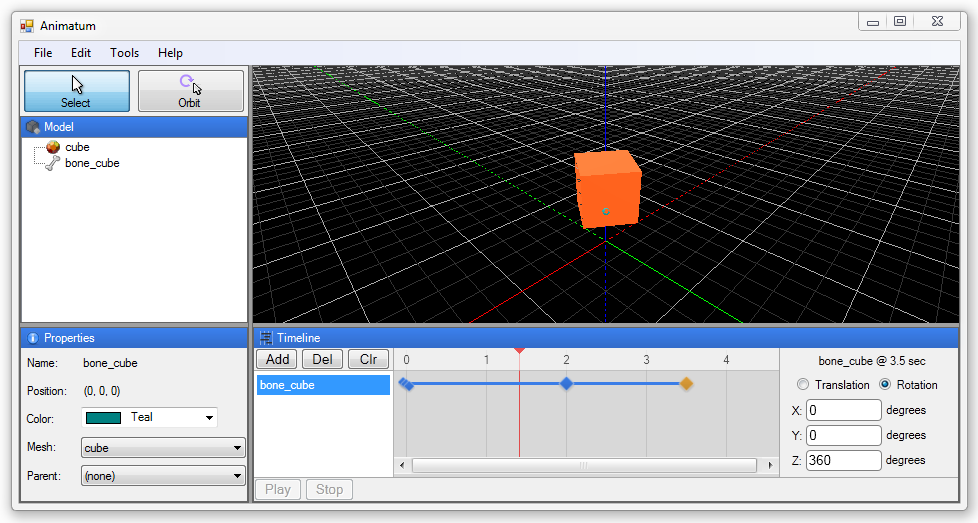 Animatum
File Edit Tools Help
Select Orbit
Model
cube
bone_cube
Properties
Name: bone_cube
Position: (0, 0, 0)
Color: Teal
Mesh: cube
Parent: (none)
Timeline
Add Del Clr
0 1 2 3 4
bone_cube
Play Stop
bone_cube @ 3.5 sec
Translation Rotation
X: 0 degrees
Y: 0 degrees
Z: 360 degrees